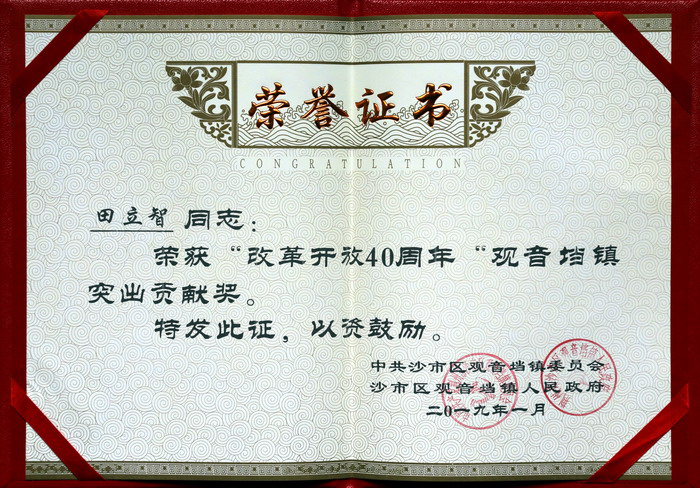 荣誉证书
CONGRATULATION
田立智 同志：
荣获“改革开放40周年“观音垱镇
突出贡献奖。
特发此证，以资鼓励。
中共沙市区观音垱镇委员会
沙市区观音垱镇人民政府
二0一九年一月